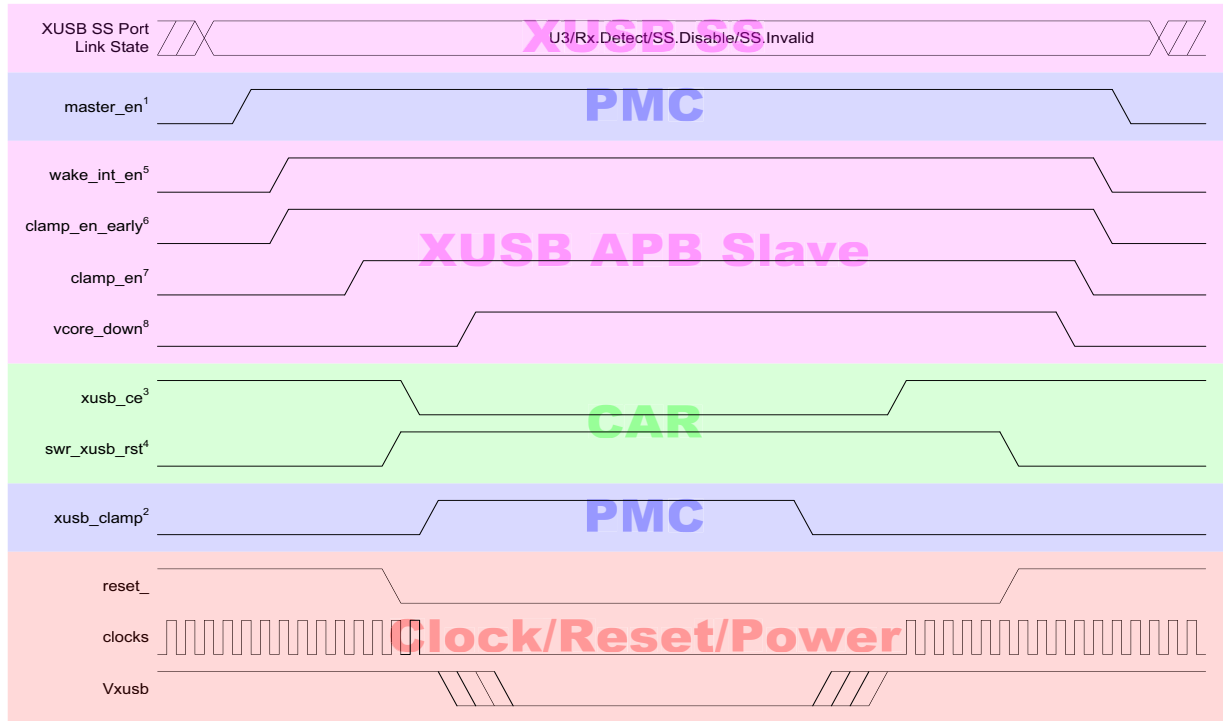 XUSB SS Port
Link State
XUSB SS
U3/Rx.Detect/SS.Disable/SS.Invalid
master_en¹
PMC
wake_int_en⁵
clamp_en_early⁶
XUSB APB Slave
clamp_en⁷
vcore_down⁸
xusb_ce³
CAR
swr_xusb_rst⁴
xusb_clamp²
PMC
reset_
clocks
Clock/Reset/Power
Vxusb